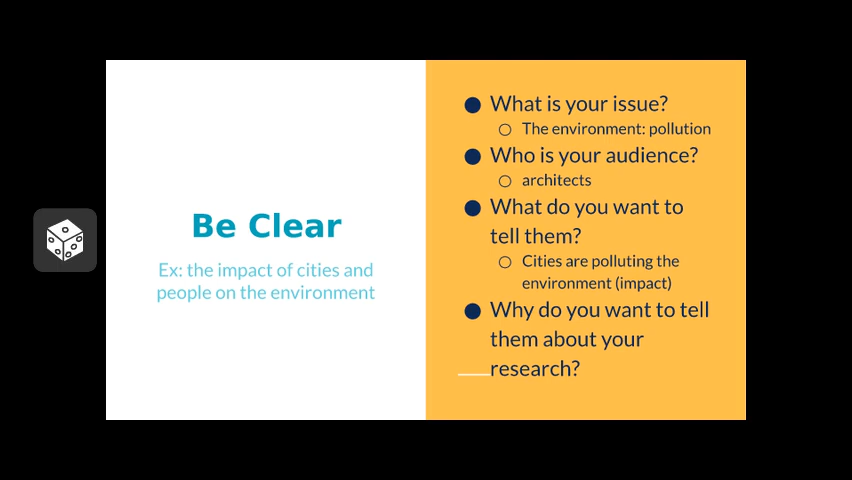 Be Clear
Ex: the impact of cities and
people on the environment
● What is your issue?
○ The environment: pollution
● Who is your audience?
○ architects
● What do you want to
tell them?
○ Cities are polluting the
environment (impact)
● Why do you want to tell
them about your
research?